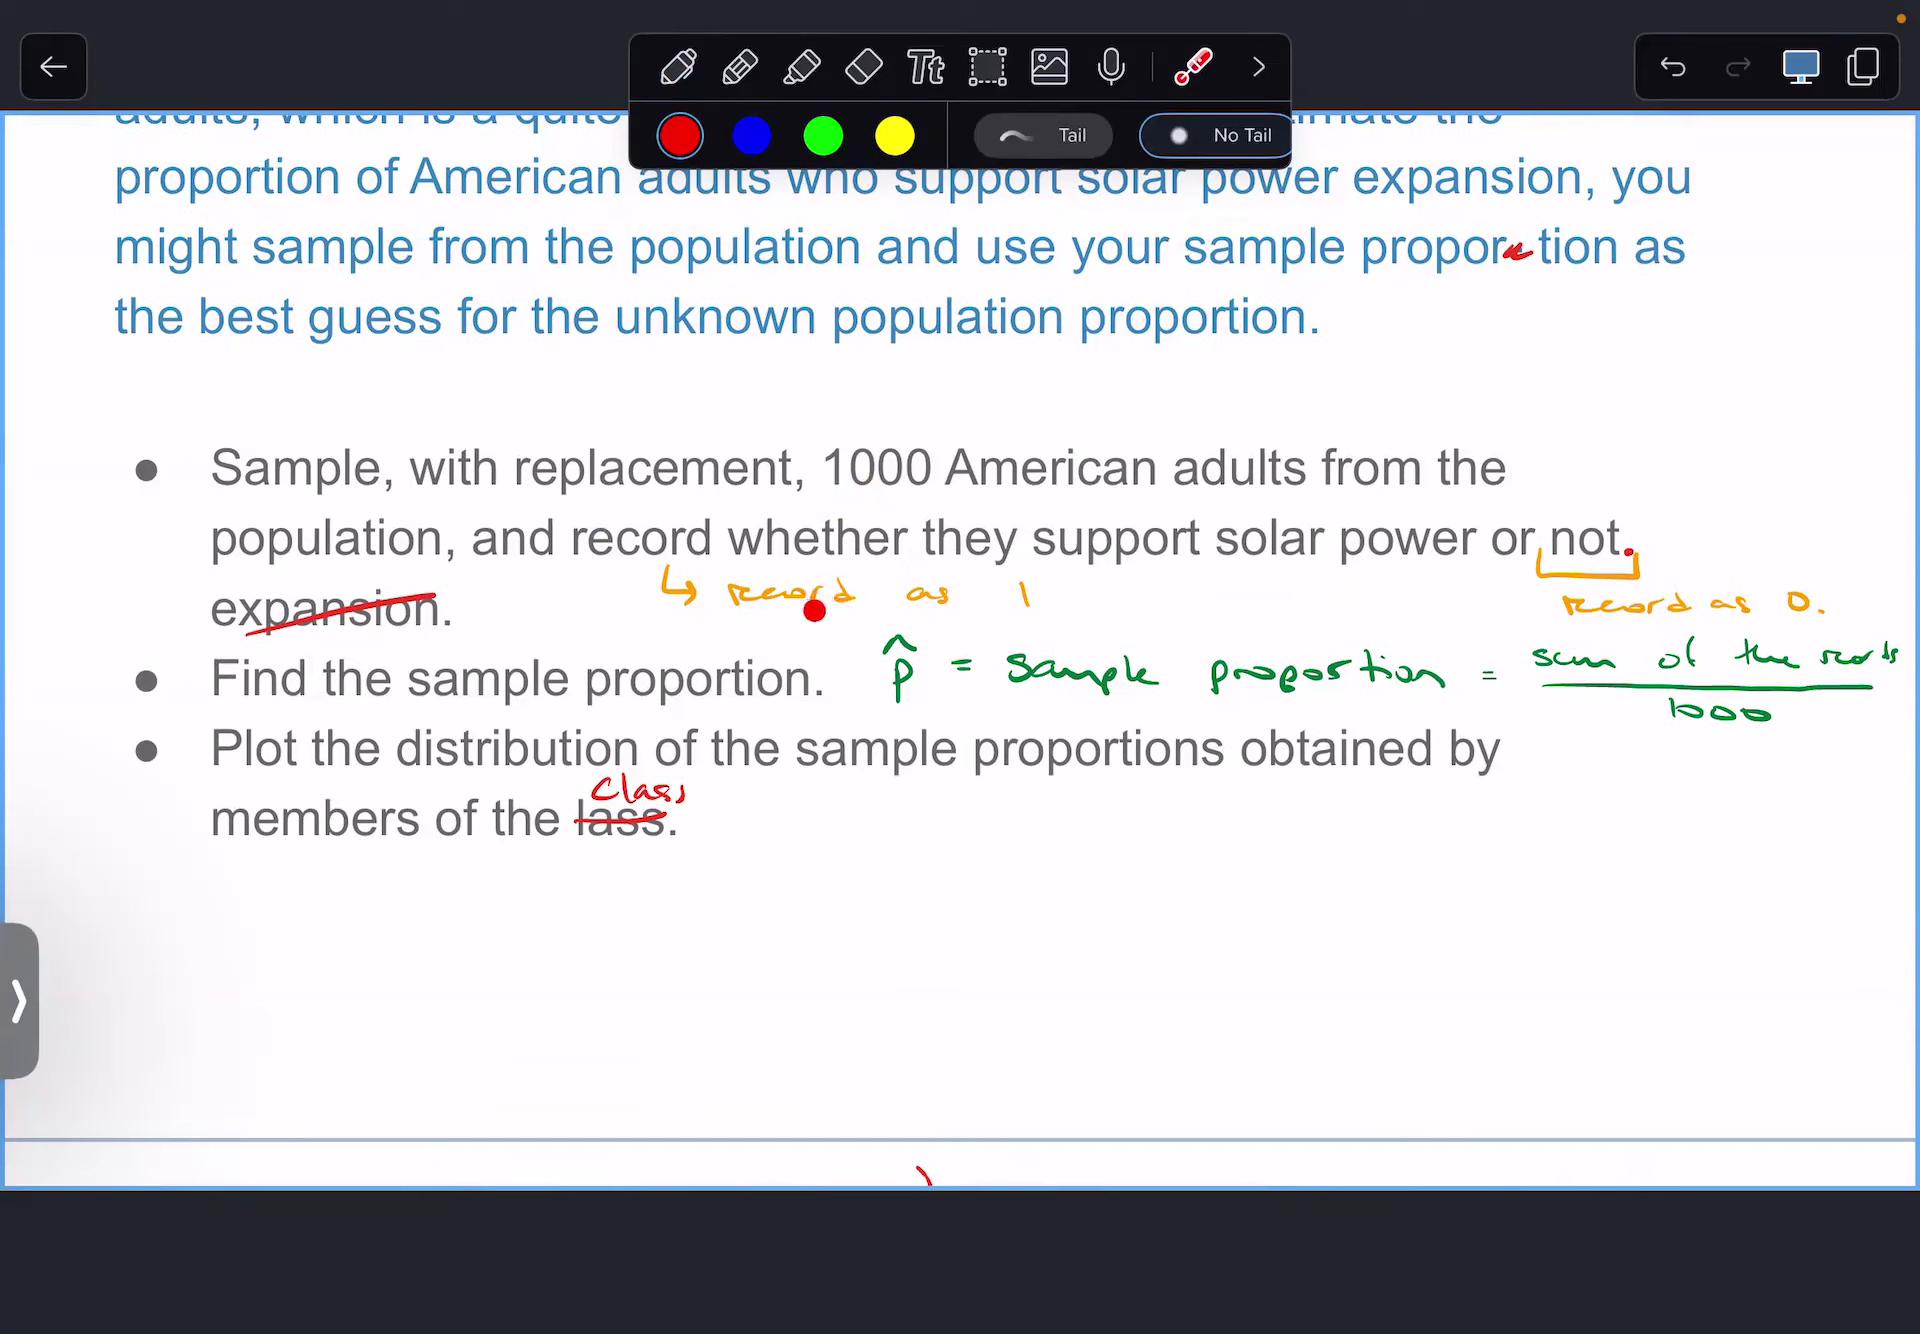 Tt
Tail
No Tail
proportion of American adults who support solar power expansion, you
might sample from the population and use your sample proportion as
the best guess for the unknown population proportion.
● Sample, with replacement, 1000 American adults from the
population, and record whether they support solar power or not.
expansion.
↳ record as 1
record as 0.
● Find the sample proportion.
p̂ = sample proportion = sum of the records
1000
● Plot the distribution of the sample proportions obtained by
class
members of the lass.